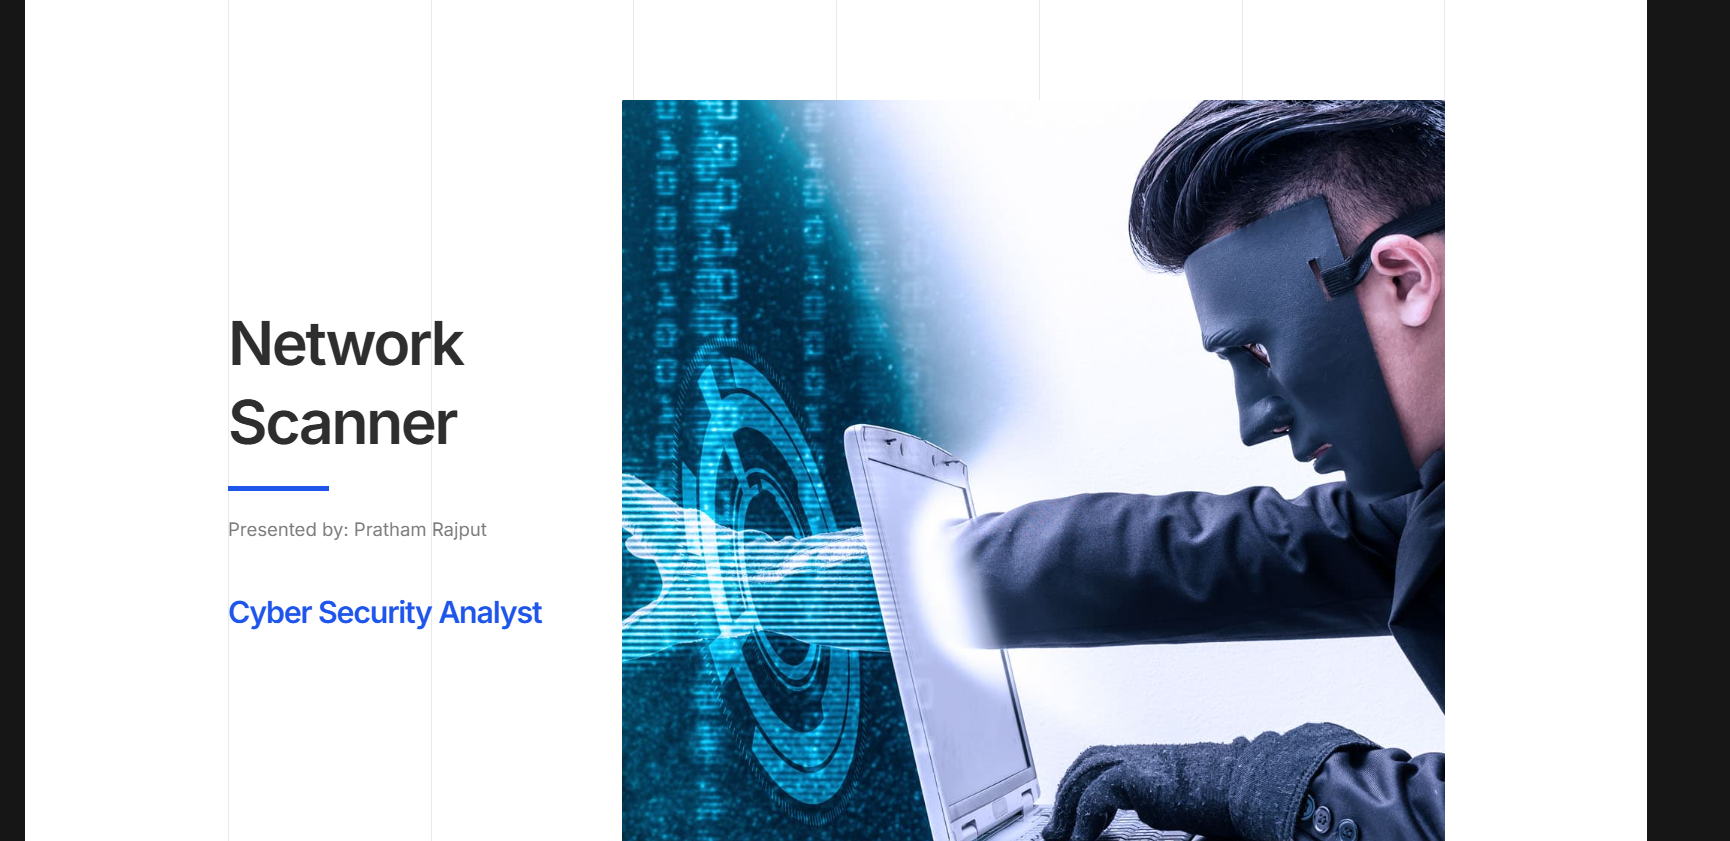 Network
Scanner
Presented by: Pratham Rajput
Cyber Security Analyst